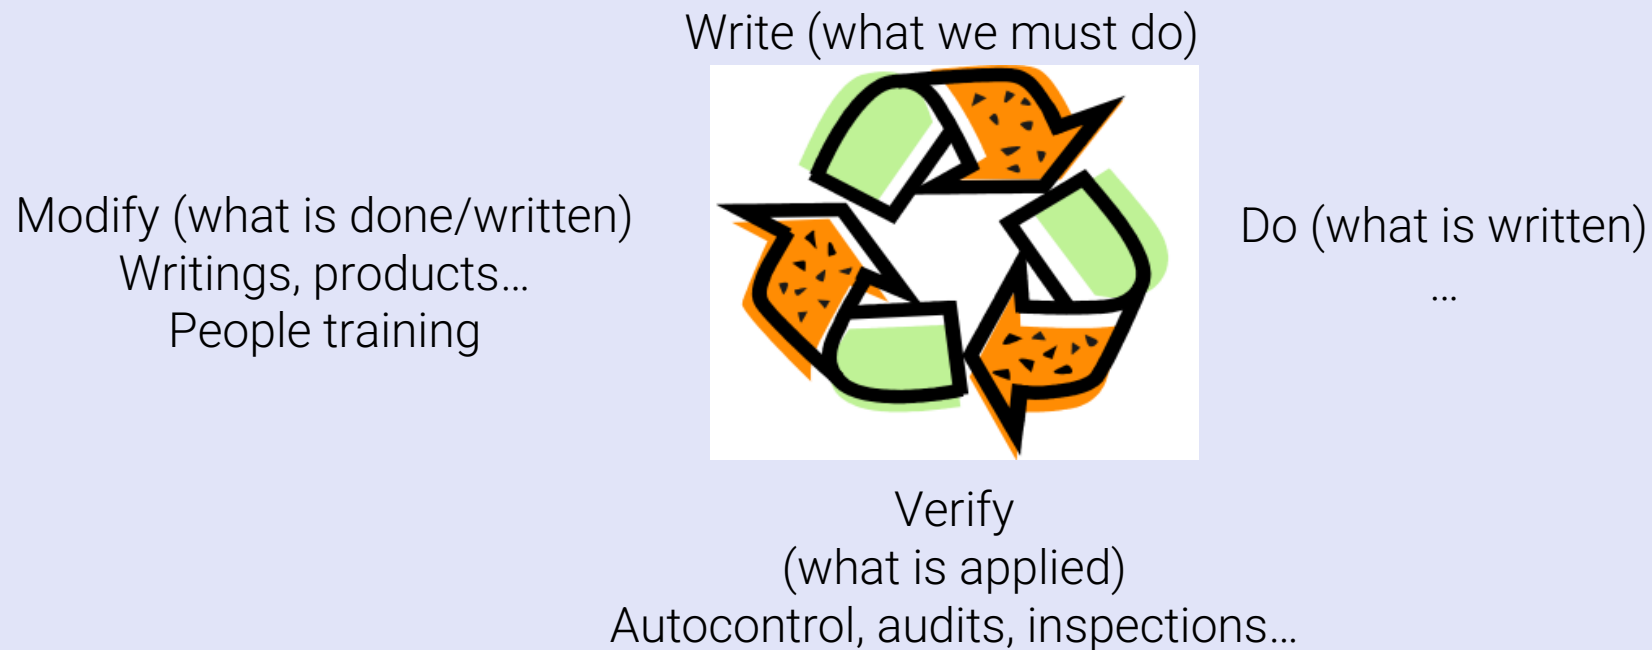 Write (what we must do)
Modify (what is done/written)
Writings, products…
People training
Do (what is written)
…
Verify
(what is applied)
Autocontrol, audits, inspections…